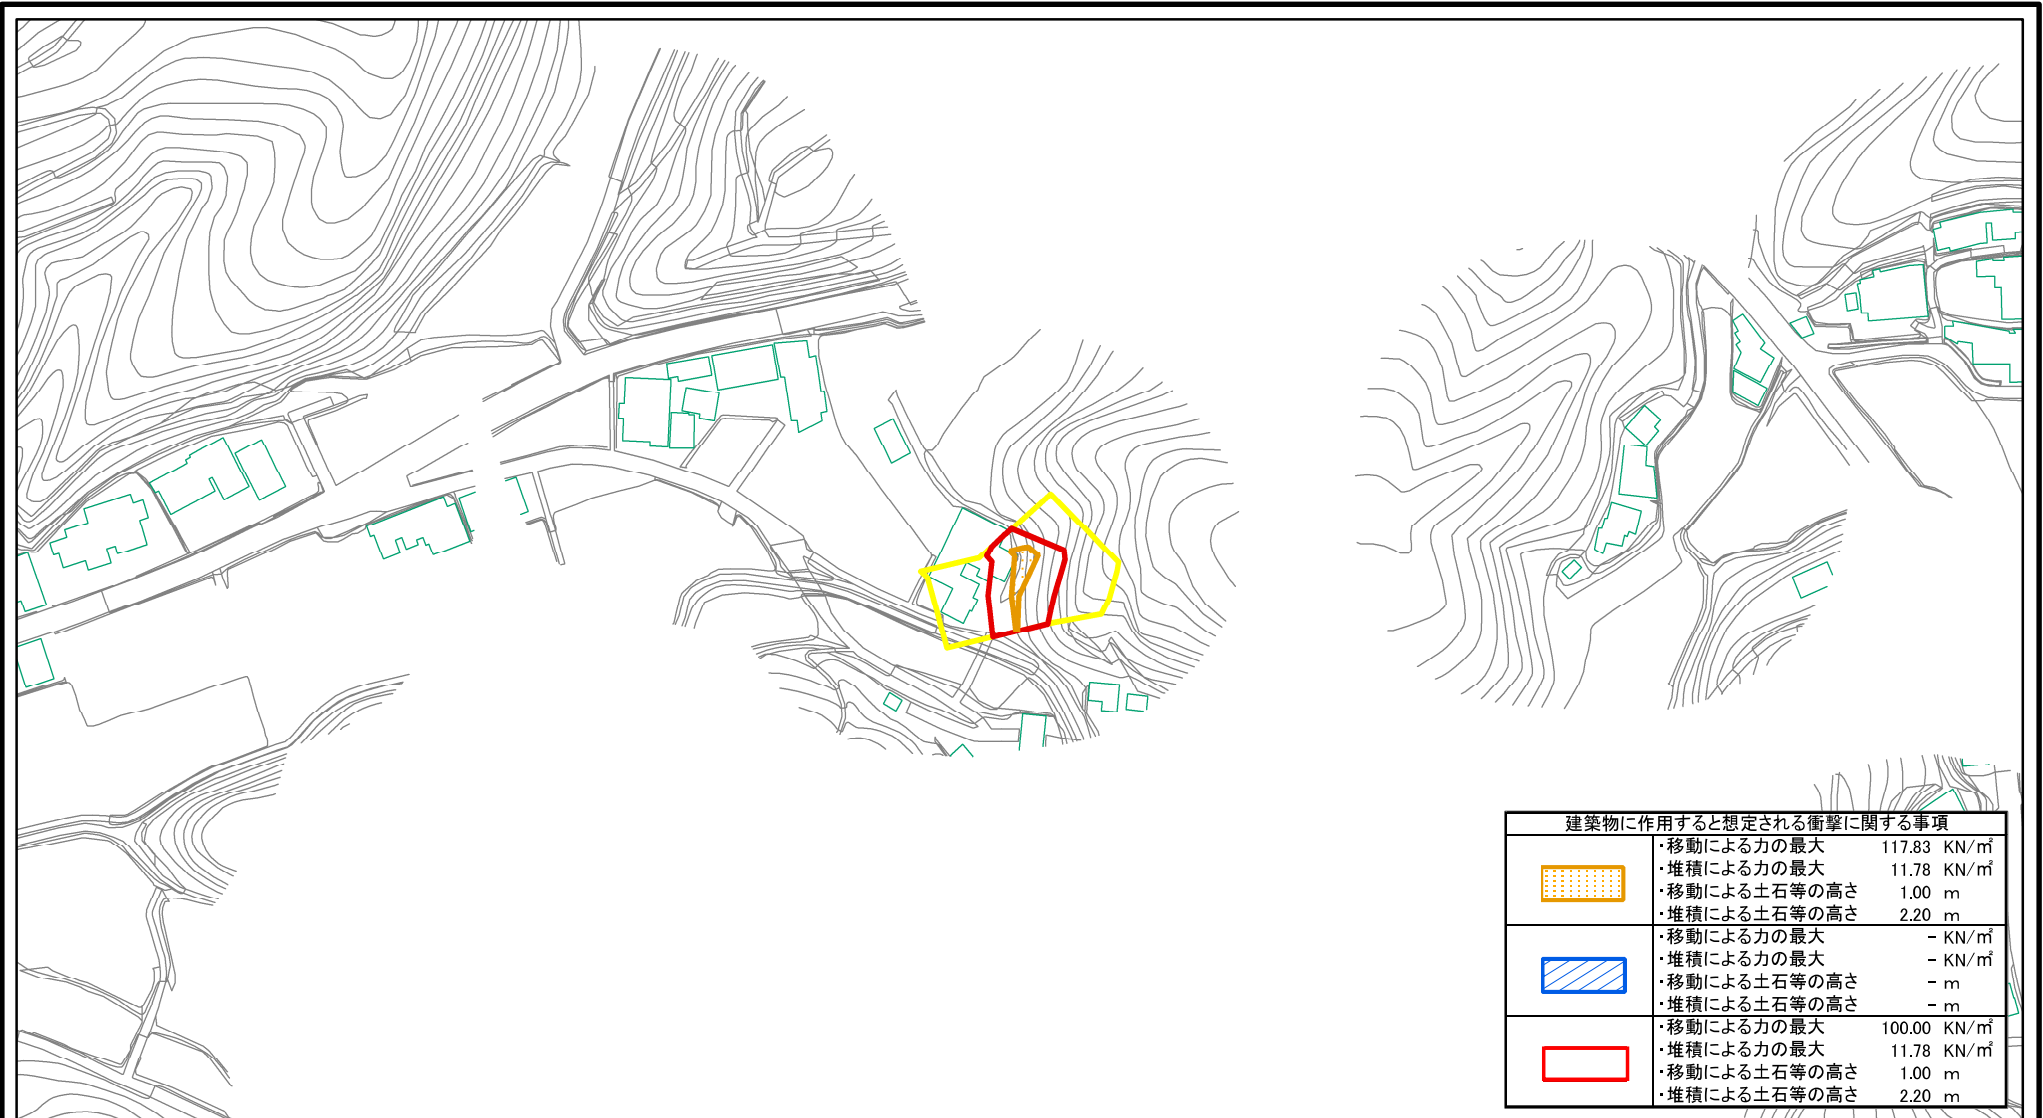 建築物に作用すると想定される衝撃に関する事項
・移動による力の最大 117.83 KN/㎡
・堆積による力の最大 11.78 KN/㎡
・移動による土石等の高さ 1.00 m
・堆積による土石等の高さ 2.20 m
・移動による力の最大 - KN/㎡
・堆積による力の最大 - KN/㎡
・移動による土石等の高さ - m
・堆積による土石等の高さ - m
・移動による力の最大 100.00 KN/㎡
・堆積による力の最大 11.78 KN/㎡
・移動による土石等の高さ 1.00 m
・堆積による土石等の高さ 2.20 m